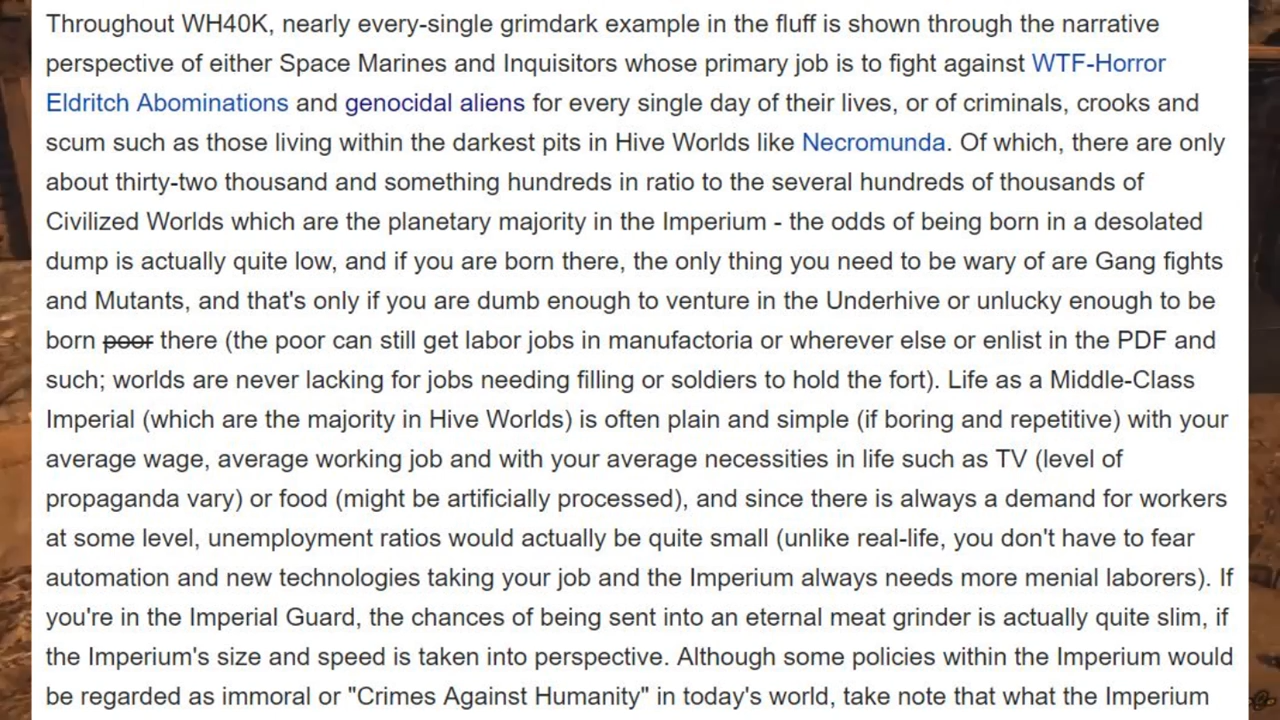 Throughout WH40K, nearly every-single grimdark example in the fluff is shown through the narrative
perspective of either Space Marines and Inquisitors whose primary job is to fight against WTF-Horror
Eldritch Abominations and genocidal aliens for every single day of their lives, or of criminals, crooks and
scum such as those living within the darkest pits in Hive Worlds like Necromunda. Of which, there are only
about thirty-two thousand and something hundreds in ratio to the several hundreds of thousands of
Civilized Worlds which are the planetary majority in the Imperium - the odds of being born in a desolated
dump is actually quite low, and if you are born there, the only thing you need to be wary of are Gang fights
and Mutants, and that's only if you are dumb enough to venture in the Underhive or unlucky enough to be
born poor there (the poor can still get labor jobs in manufactoria or wherever else or enlist in the PDF and
such; worlds are never lacking for jobs needing filling or soldiers to hold the fort). Life as a Middle-Class
Imperial (which are the majority in Hive Worlds) is often plain and simple (if boring and repetitive) with your
average wage, average working job and with your average necessities in life such as TV (level of
propaganda vary) or food (might be artificially processed), and since there is always a demand for workers
at some level, unemployment ratios would actually be quite small (unlike real-life, you don't have to fear
automation and new technologies taking your job and the Imperium always needs more menial laborers). If
you're in the Imperial Guard, the chances of being sent into an eternal meat grinder is actually quite slim, if
the Imperium's size and speed is taken into perspective. Although some policies within the Imperium would
be regarded as immoral or "Crimes Against Humanity" in today's world, take note that what the Imperium